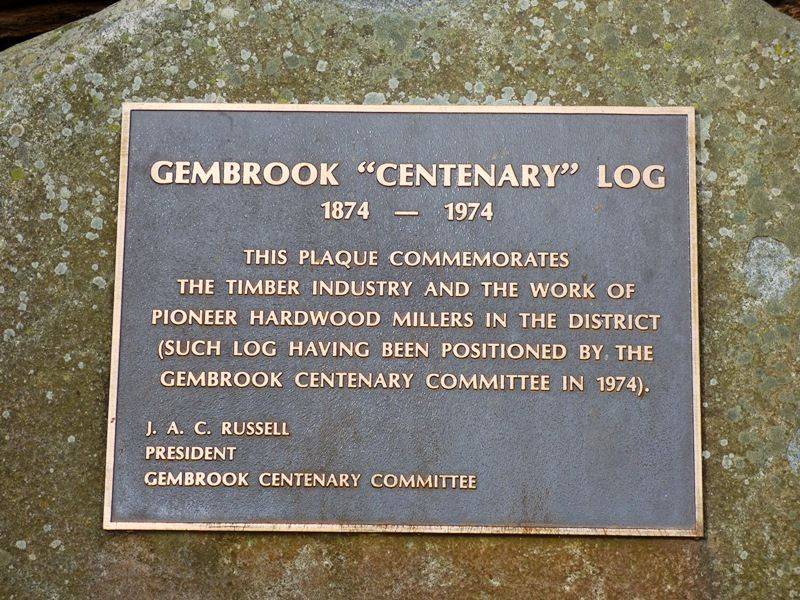 GEMBROOK “CENTENARY” LOG
1874 — 1974
THIS PLAQUE COMMEMORATES
THE TIMBER INDUSTRY AND THE WORK OF
PIONEER HARDWOOD MILLERS IN THE DISTRICT
(SUCH LOG HAVING BEEN POSITIONED BY THE
GEMBROOK CENTENARY COMMITTEE IN 1974).
J. A. C. RUSSELL
PRESIDENT
GEMBROOK CENTENARY COMMITTEE